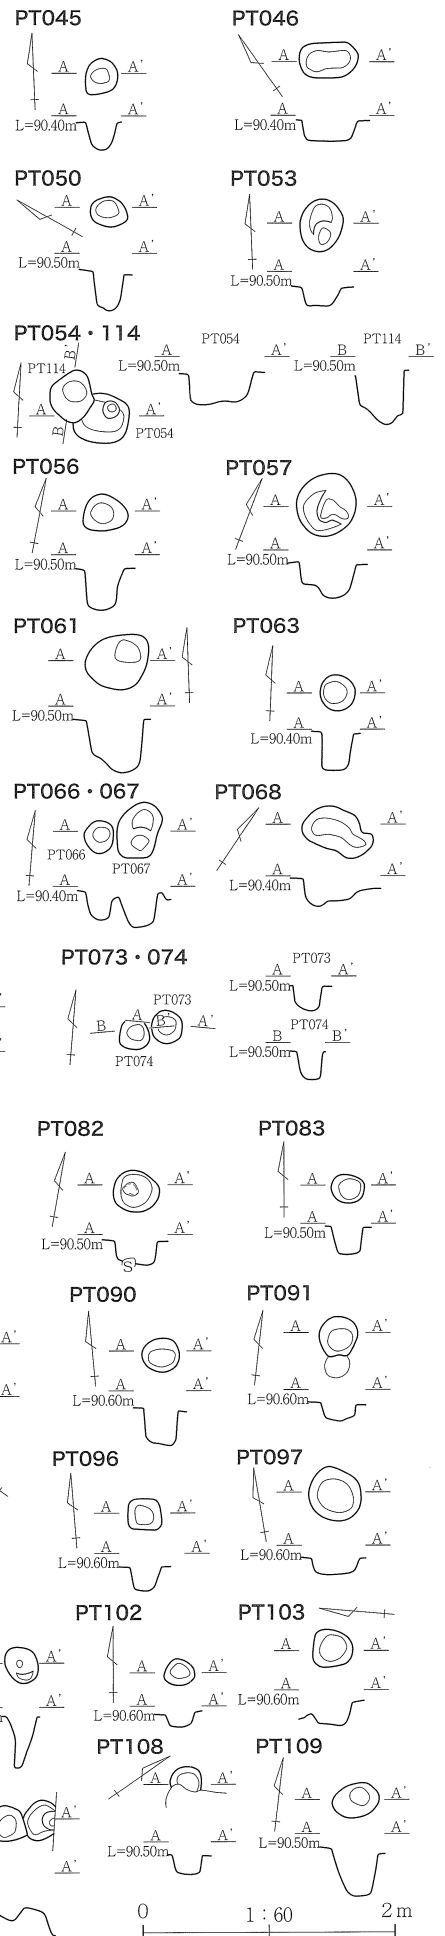 PT045 PT046
A A' A A'
A A' A A'
L=90.40m L=90.40m
PT050 PT053
A A' A A'
A A' A A'
L=90.50m L=90.50m
PT054・114
PT054 PT114
A A' B B'
L=90.50m L=90.50m
B'
PT114
A A'
B PT054
PT056 PT057
A A' A A'
A A' A A'
L=90.50m L=90.50m
PT061 PT063
A A' A A'
A A' A A'
L=90.50m L=90.40m
PT066・067 PT068
A A' A A'
PT066 PT067
A A' A A'
L=90.40m L=90.40m
PT073・074
PT073
A A'
L=90.50m
PT073
B A B' A'
PT074
PT074
B B'
L=90.50m
PT082 PT083
A A' A A'
A A' A A'
L=90.50m L=90.50m
S
PT090 PT091
A' A A' A A'
A' A A' A A'
L=90.60m L=90.60m
PT096 PT097
A A' A A'
A A' A A'
L=90.60m L=90.60m
PT102 PT103
A' A A' A A'
A' A A' A A'
L=90.60m L=90.60m
PT108 PT109
A A' A A'
A' A A' A A'
L=90.50m L=90.50m
A'
0 1:60 2m